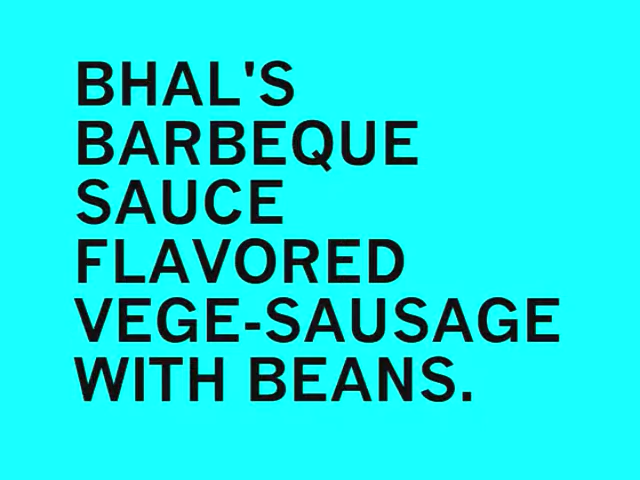 BHAL'S
BARBEQUE
SAUCE
FLAVORED
VEGE-SAUSAGE
WITH BEANS.